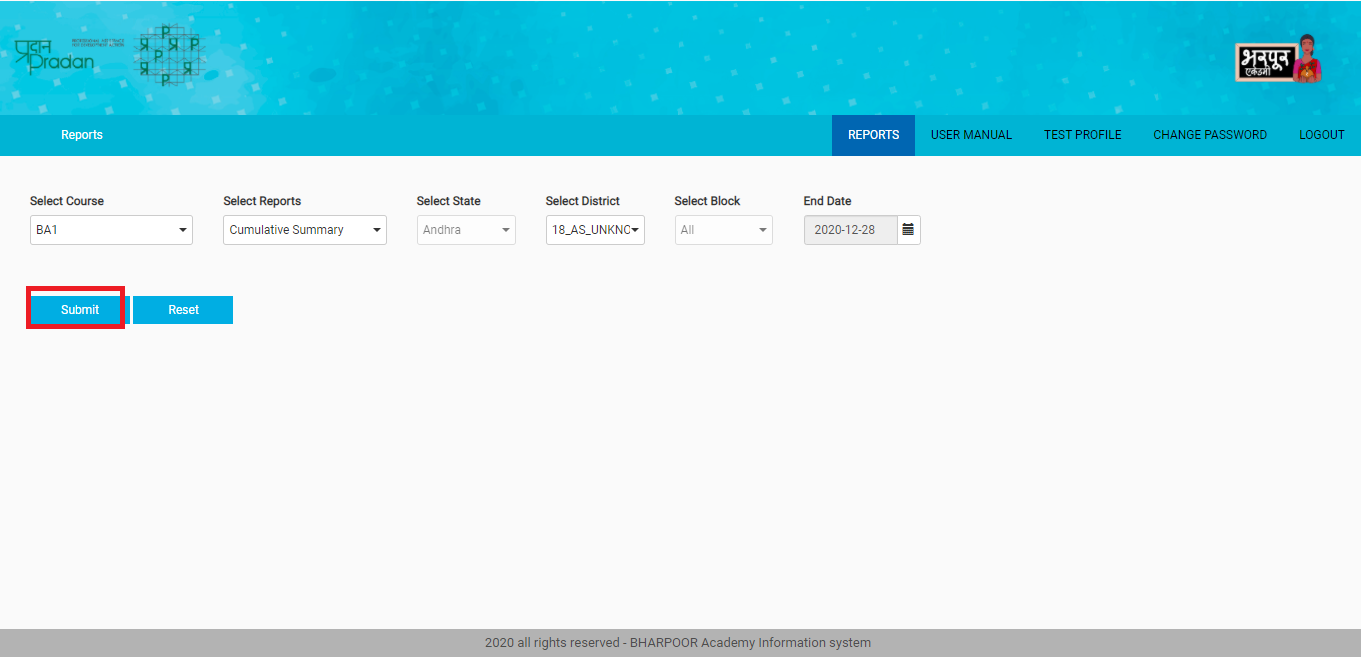 प्रदान
Pradan
भरपूर
एकेडमी
Reports
REPORTS
USER MANUAL
TEST PROFILE
CHANGE PASSWORD
LOGOUT
Select Course
Select Reports
Select State
Select District
Select Block
End Date
BA1
Cumulative Summary
Andhra
18_AS_UNKNO
All
2020-12-28
Submit
Reset
2020 all rights reserved - BHARPOOR Academy Information system